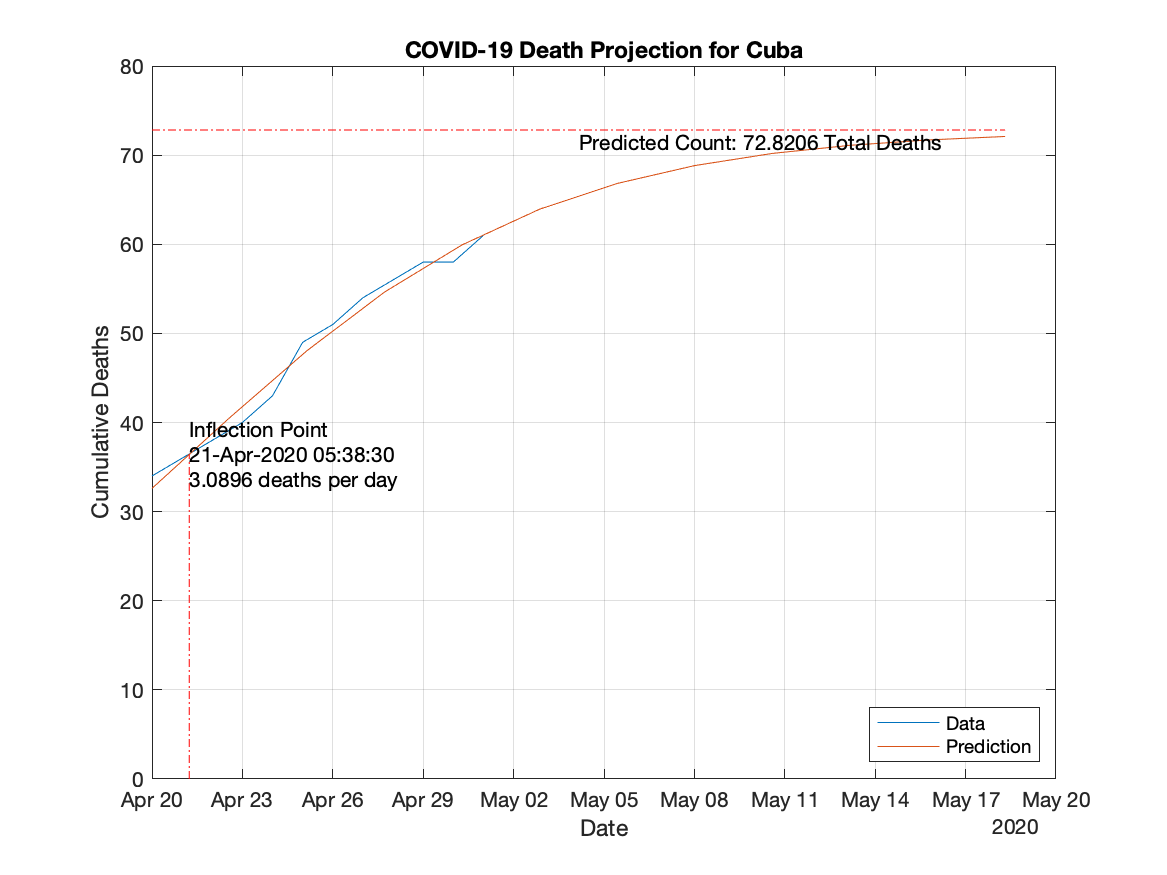 COVID-19 Death Projection for Cuba
80
70
60
50
40
30
20
10
0
Cumulative Deaths
Predicted Count: 72.8206 Total Deaths
Inflection Point
21-Apr-2020 05:38:30
3.0896 deaths per day
Data
Prediction
Apr 20 Apr 23 Apr 26 Apr 29 May 02 May 05 May 08 May 11 May 14 May 17 May 20
Date
2020